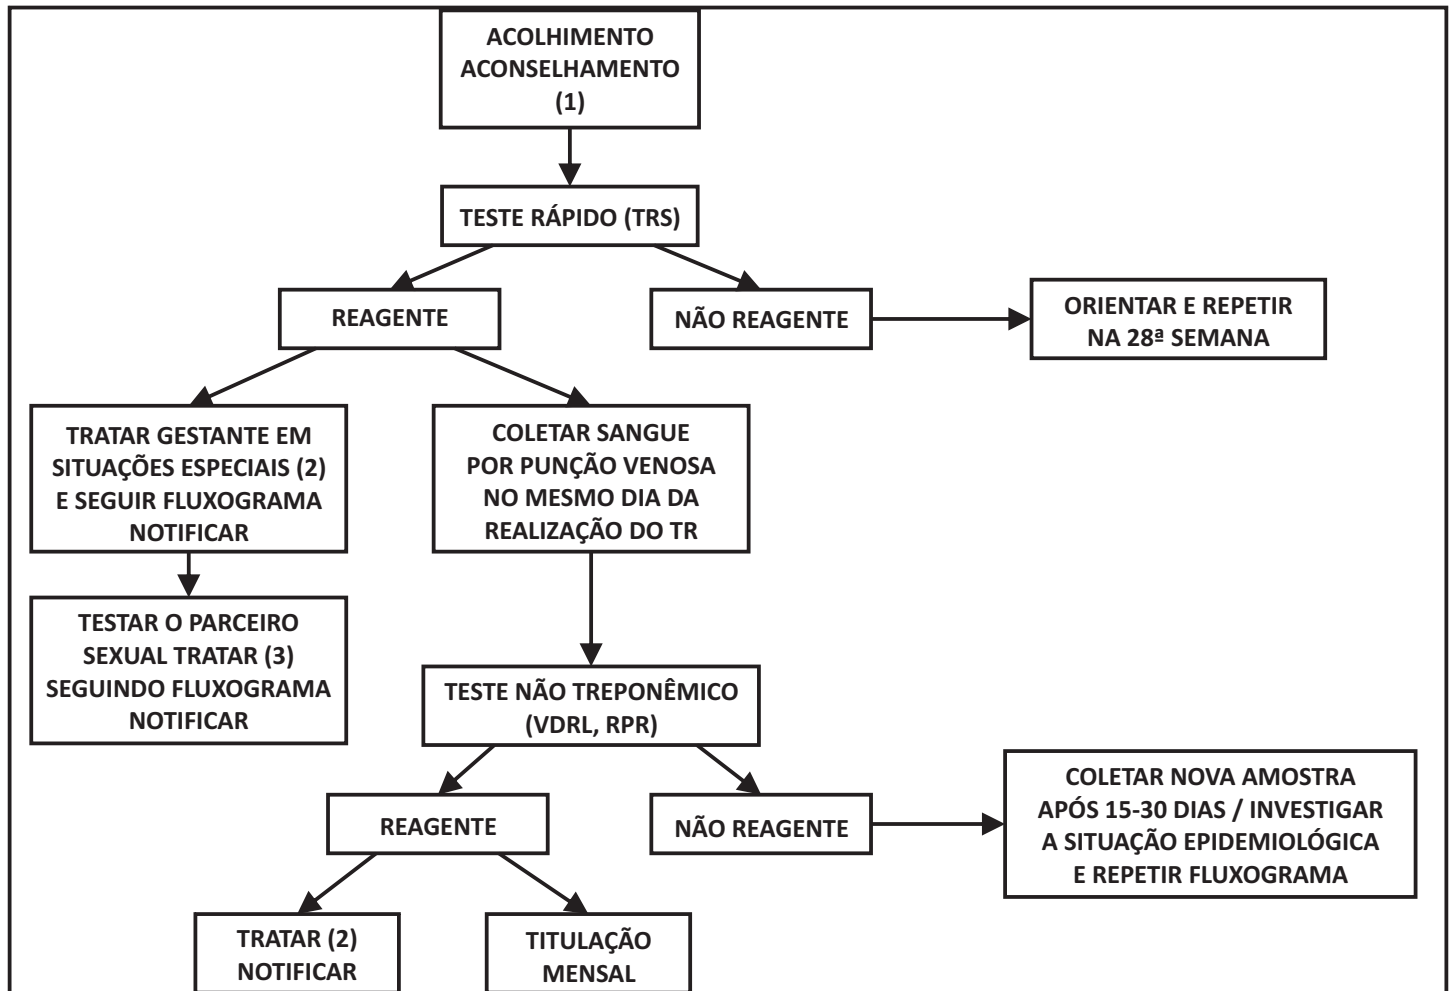 ACOLHIMENTO
ACONSELHAMENTO
(1)
TESTE RÁPIDO (TRS)
REAGENTE
NÃO REAGENTE
ORIENTAR E REPETIR
NA 28ª SEMANA
TRATAR GESTANTE EM
SITUAÇÕES ESPECIAIS (2)
E SEGUIR FLUXOGRAMA
NOTIFICAR
COLETAR SANGUE
POR PUNÇÃO VENOSA
NO MESMO DIA DA
REALIZAÇÃO DO TR
TESTAR O PARCEIRO
SEXUAL TRATAR (3)
SEGUINDO FLUXOGRAMA
NOTIFICAR
TESTE NÃO TREPONÊMICO
(VDRL, RPR)
REAGENTE
NÃO REAGENTE
COLETAR NOVA AMOSTRA
APÓS 15-30 DIAS / INVESTIGAR
A SITUAÇÃO EPIDEMIOLÓGICA
E REPETIR FLUXOGRAMA
TRATAR (2)
NOTIFICAR
TITULAÇÃO
MENSAL